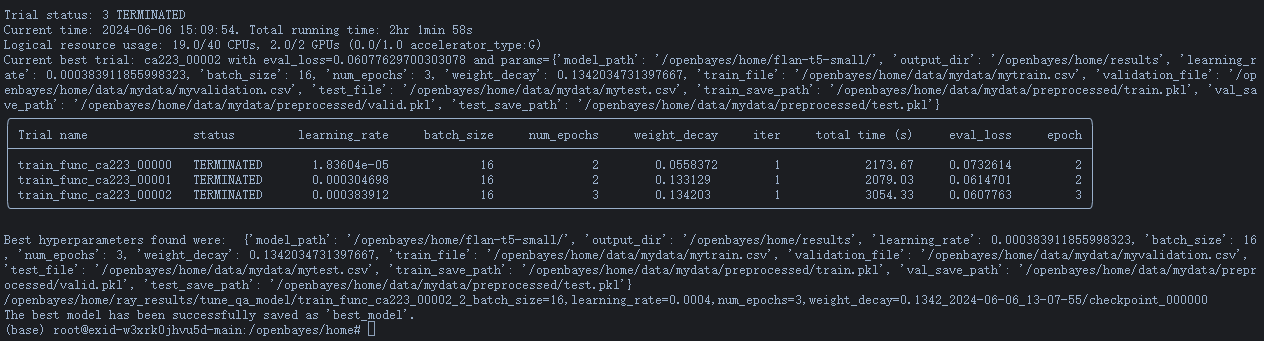 Trial status: 3 TERMINATED
Current time: 2024-06-06 15:09:54. Total running time: 2hr 1min 58s
Logical resource usage: 19.0/40 CPUs, 2.0/2 GPUs (0.0/1.0 accelerator_type:G)
Current best trial: ca223_00002 with eval_loss=0.06077629700303078 and params={'model_path': '/openbayes/home/flan-t5-small/', 'output_dir': '/openbayes/home/results', 'learning_r
ate': 0.000383911855998323, 'batch_size': 16, 'num_epochs': 3, 'weight_decay': 0.1342034731397667, 'train_file': '/openbayes/home/data/mydata/mytrain.csv', 'validation_file': '/op
enbayes/home/data/mydata/myvalidation.csv', 'test_file': '/openbayes/home/data/mydata/mytest.csv', 'train_save_path': '/openbayes/home/data/mydata/preprocessed/train.pkl', 'val_sa
ve_path': '/openbayes/home/data/mydata/preprocessed/valid.pkl', 'test_save_path': '/openbayes/home/data/mydata/preprocessed/test.pkl'}
Trial name status learning_rate batch_size num_epochs weight_decay iter total time (s) eval_loss epoch
train_func_ca223_00000 TERMINATED 1.83604e-05 16 2 0.0558372 1 2173.67 0.0732614 2
train_func_ca223_00001 TERMINATED 0.000304698 16 2 0.133129 1 2079.03 0.0614701 2
train_func_ca223_00002 TERMINATED 0.000383912 16 3 0.134203 1 3054.33 0.0607763 3
Best hyperparameters found were:  {'model_path': '/openbayes/home/flan-t5-small/', 'output_dir': '/openbayes/home/results', 'learning_rate': 0.000383911855998323, 'batch_size': 16
, 'num_epochs': 3, 'weight_decay': 0.1342034731397667, 'train_file': '/openbayes/home/data/mydata/mytrain.csv', 'validation_file': '/openbayes/home/data/mydata/myvalidation.csv',
'test_file': '/openbayes/home/data/mydata/mytest.csv', 'train_save_path': '/openbayes/home/data/mydata/preprocessed/train.pkl', 'val_save_path': '/openbayes/home/data/mydata/prepr
ocessed/valid.pkl', 'test_save_path': '/openbayes/home/data/mydata/preprocessed/test.pkl'}
/openbayes/home/ray_results/tune_qa_model/train_func_ca223_00002_2_batch_size=16,learning_rate=0.0004,num_epochs=3,weight_decay=0.1342_2024-06-06_13-07-55/checkpoint_000000
The best model has been successfully saved as 'best_model'.
(base) root@exid-w3xrk0jhvu5d-main:/openbayes/home#